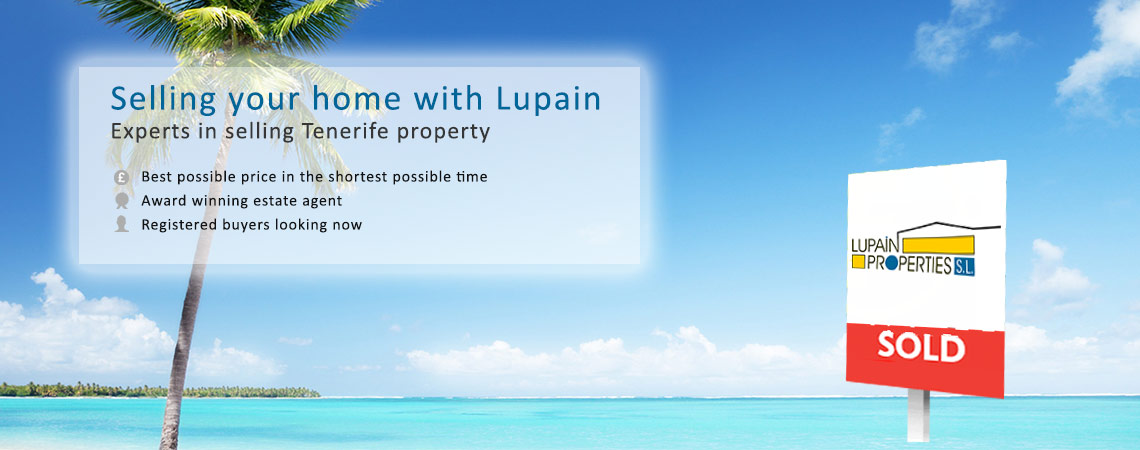 Selling your home with Lupain
Experts in selling Tenerife property
£
Best possible price in the shortest possible time
Award winning estate agent
Registered buyers looking now
LUPAIN
PROPERTIES S.L.
SOLD